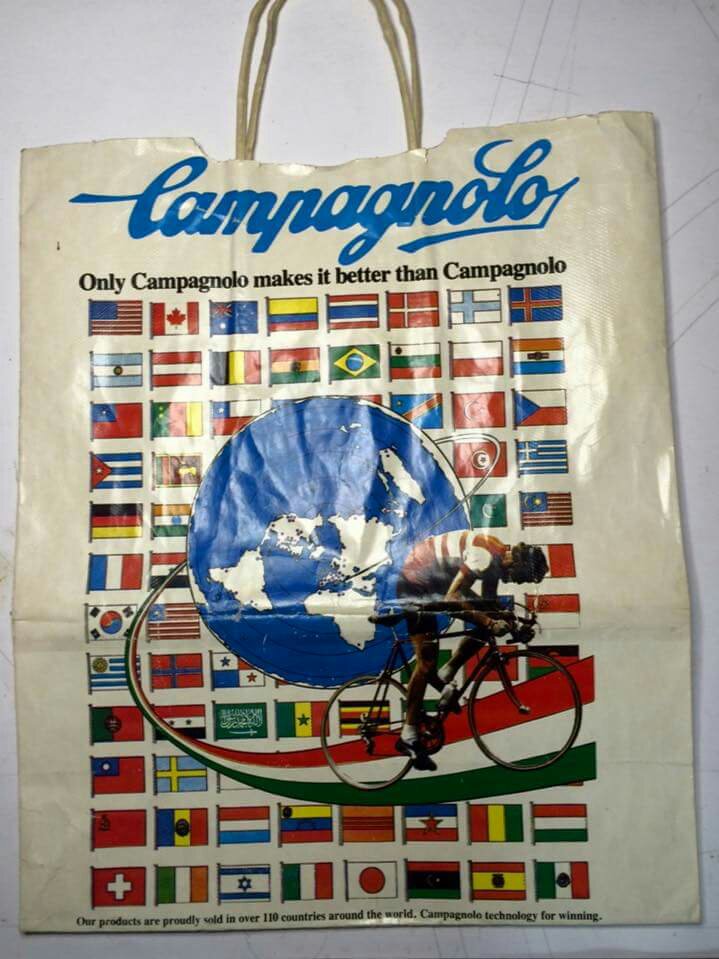 Campagnolo
Only Campagnolo makes it better than Campagnolo
Our products are proudly sold in over 110 countries around the world. Campagnolo technology for winning.